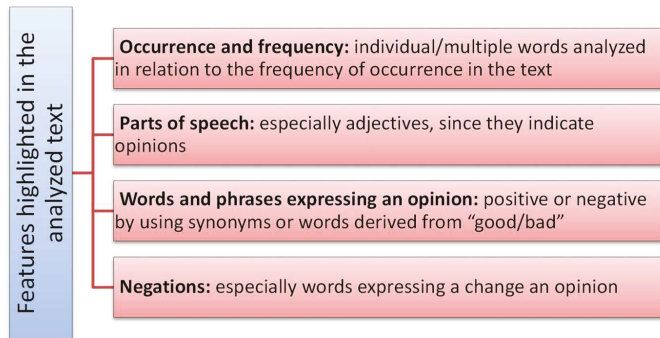 Features highlighted in the
analyzed text
Occurrence and frequency: individual/multiple words analyzed
in relation to the frequency of occurrence in the text
Parts of speech: especially adjectives, since they indicate
opinions
Words and phrases expressing an opinion: positive or negative
by using synonyms or words derived from “good/bad”
Negations: especially words expressing a change an opinion